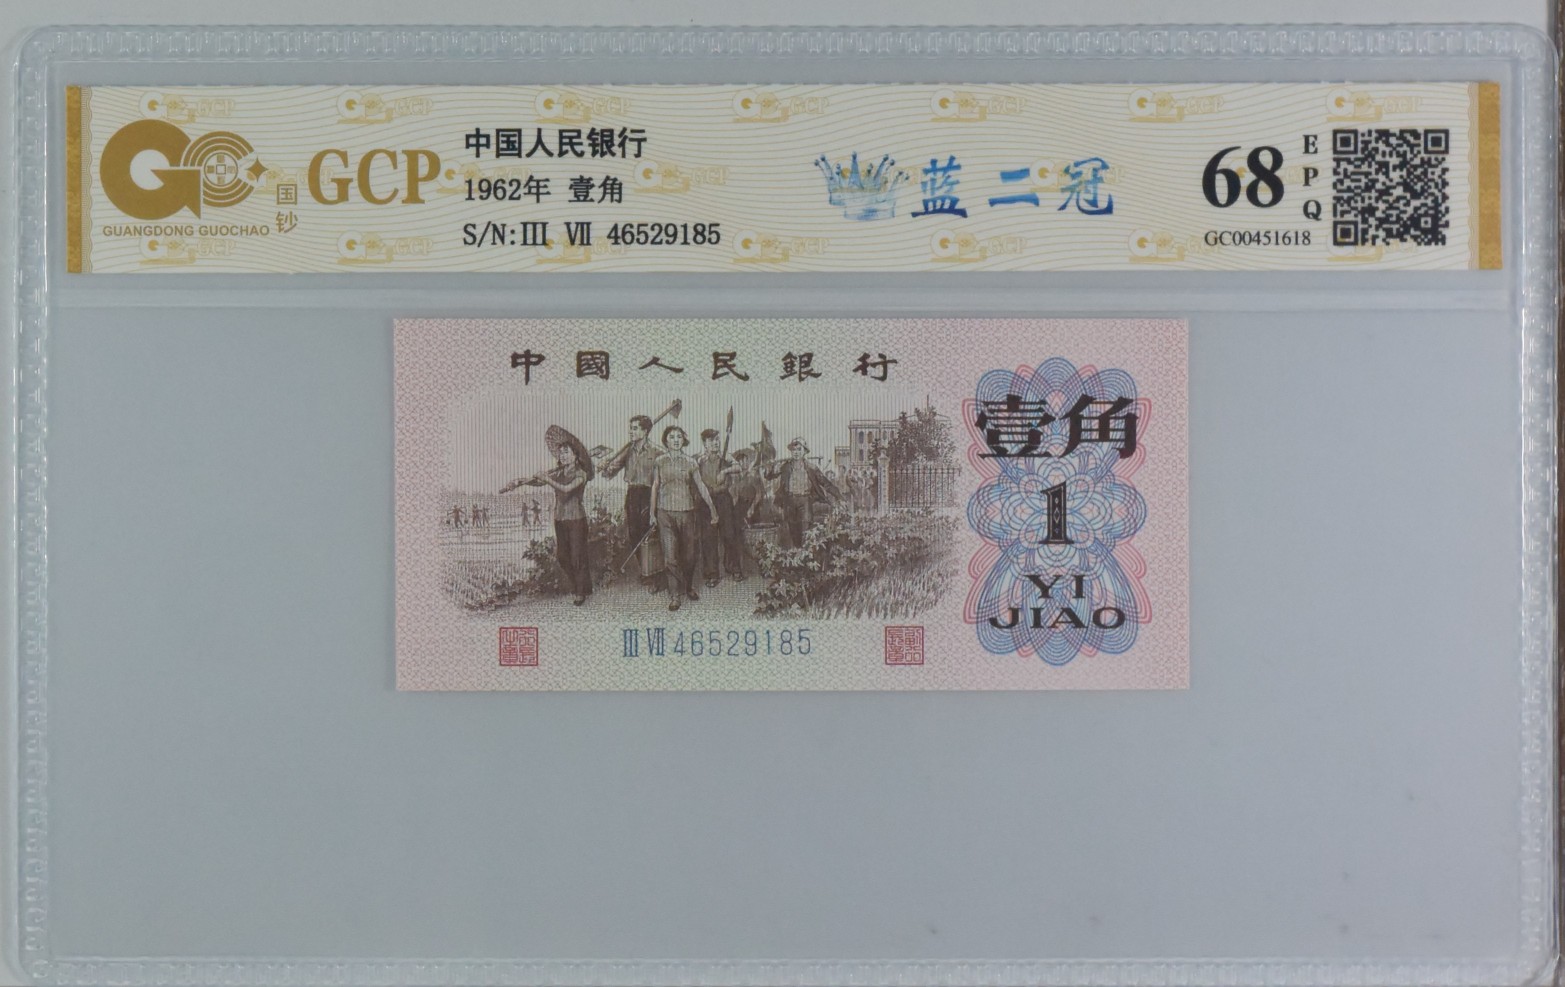 GCP
国钞
GUANGDONG GUOCHAO
中国人民银行
1962年 壹角
S/N:III VII 46529185
蓝二冠
68
EPQ
GC00451618
中國人民銀行
壹角
1
YI
JIAO
III VII 46529185